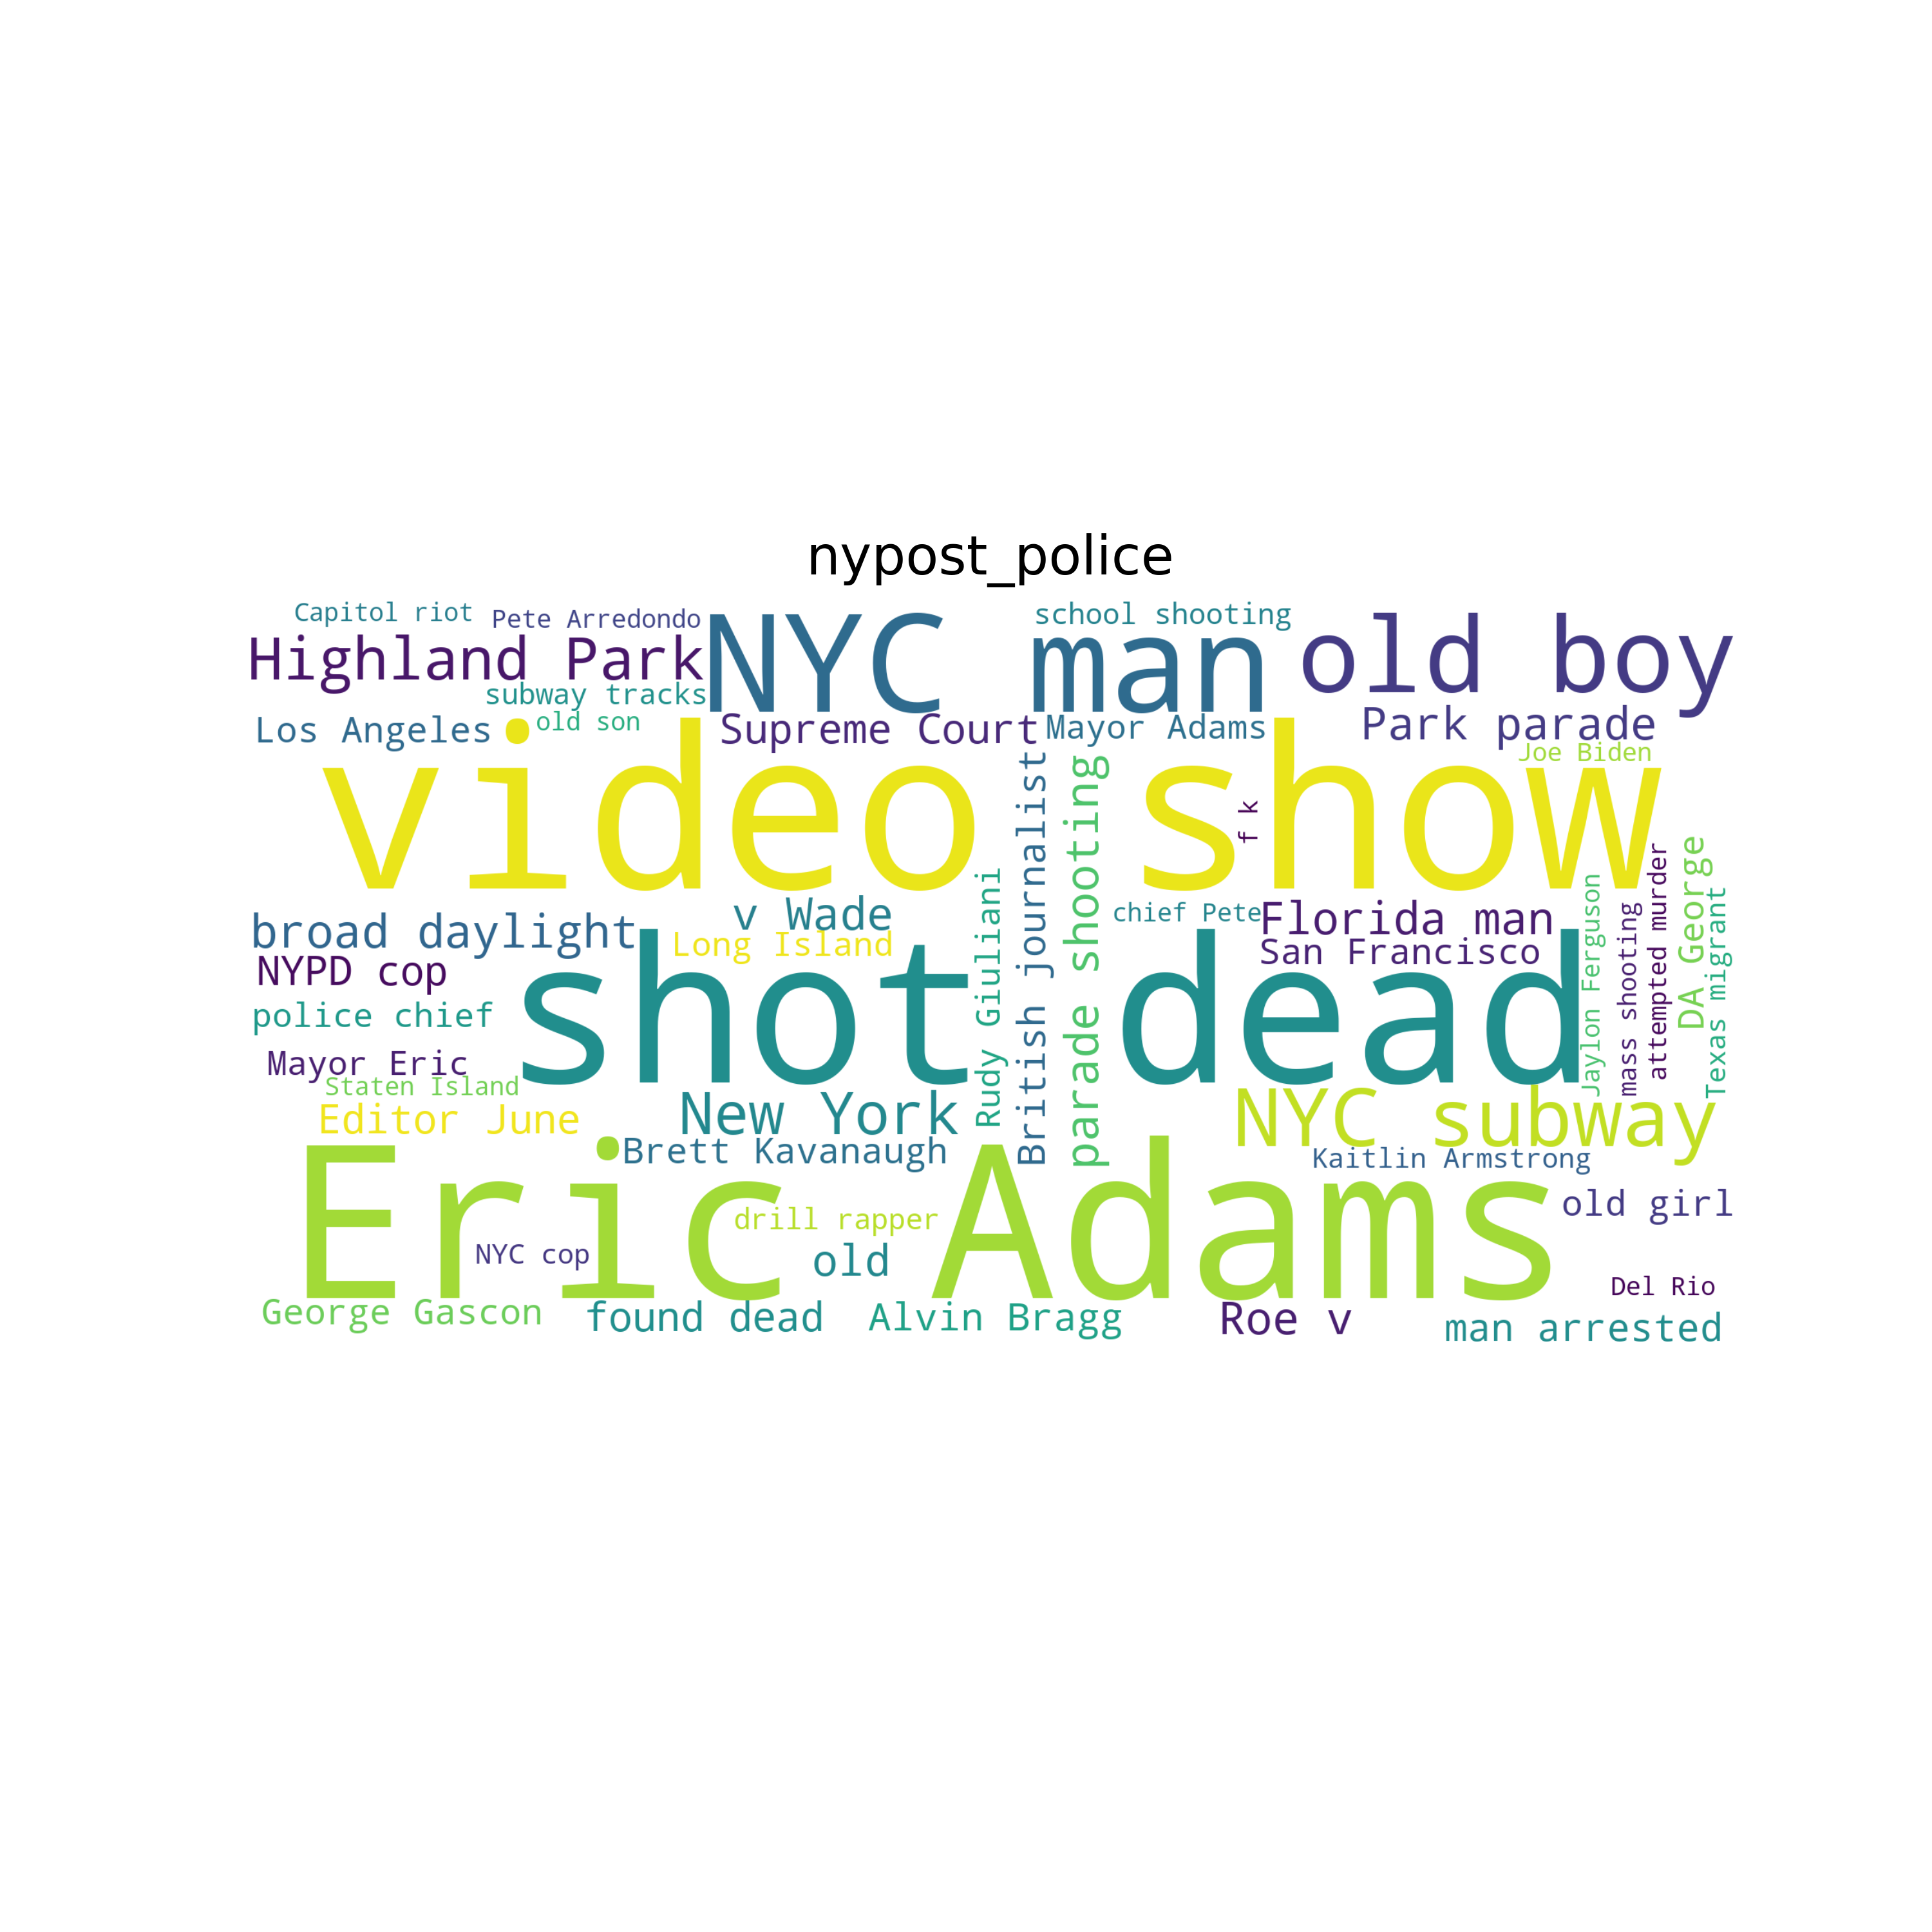 nypost_police
Capitol riot
Pete Arredondo
NYC man
school shooting
old boy
Highland Park
subway tracks
Los Angeles
old son
Supreme Court
Mayor Adams
Park parade
Joe Biden
video show
f k
British journalist
parade shooting
Rudy Giuliani
broad daylight
v Wade
chief Pete
Florida man
Long Island
San Francisco
NYPD cop
shot dead
police chief
Jaylon Ferguson
mass shooting
attempted murder
DA George
Texas migrant
Mayor Eric
Staten Island
Editor June
New York
NYC subway
Brett Kavanaugh
Kaitlin Armstrong
Eric Adams
old girl
drill rapper
NYC cop
old
Del Rio
George Gascon
found dead
Alvin Bragg
Roe v
man arrested